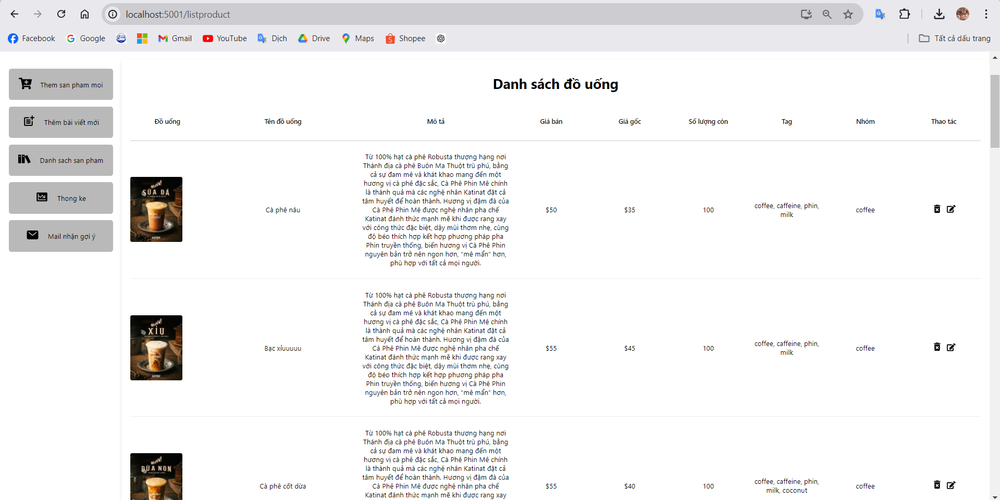 localhost:5001/listproduct
Facebook Google Gmail YouTube Dịch Drive Maps Shopee Tất cả dấu trang
Them san pham moi
Thêm bài viết mới
Danh sach san pham
Thong ke
Mail nhận gợi ý
Danh sách đồ uống
Đồ uống Tên đồ uống Mô tả Giá bán Giá gốc Số lượng còn Tag Nhóm Thao tác
SỮA ĐÁ
KATINAT
Cà phê nâu
Từ 100% hạt cà phê Robusta thượng hạng nơi
Thánh địa cà phê Buôn Ma Thuột trù phú, bằng
cả sự đam mê và khát khao mang đến một
hương vị cà phê đặc sắc, Cà Phê Phin Mê chính
là thành quả mà các nghệ nhân Katinat đặt cả
tâm huyết để hoàn thành. Hương vị đậm đà của
Cà Phê Phin Mê được nghệ nhân pha chế
Katinat đánh thức mạnh mẽ khi được rang xay
với công thức đặc biệt, dậy mùi thơm nhẹ, cùng
độ béo thích hợp kết hợp phương pháp pha
Phin truyền thống, biến hương vị Cà Phê Phin
nguyên bản trở nên ngon hơn, “mê mẩn” hơn,
phù hợp với tất cả mọi người.
$50
$35
100
coffee, caffeine, phin,
milk
coffee
XỈU
KATINAT
Bạc xỉuuuuu
Từ 100% hạt cà phê Robusta thượng hạng nơi
Thánh địa cà phê Buôn Ma Thuột trù phú, bằng
cả sự đam mê và khát khao mang đến một
hương vị cà phê đặc sắc, Cà Phê Phin Mê chính
là thành quả mà các nghệ nhân Katinat đặt cả
tâm huyết để hoàn thành. Hương vị đậm đà của
Cà Phê Phin Mê được nghệ nhân pha chế
Katinat đánh thức mạnh mẽ khi được rang xay
với công thức đặc biệt, dậy mùi thơm nhẹ, cùng
độ béo thích hợp kết hợp phương pháp pha
Phin truyền thống, biến hương vị Cà Phê Phin
nguyên bản trở nên ngon hơn, “mê mẩn” hơn,
phù hợp với tất cả mọi người.
$55
$45
100
coffee, caffeine, phin,
milk
coffee
DỪA NON
Cà phê cốt dừa
Từ 100% hạt cà phê Robusta thượng hạng nơi
Thánh địa cà phê Buôn Ma Thuột trù phú, bằng
cả sự đam mê và khát khao mang đến một
hương vị cà phê đặc sắc, Cà Phê Phin Mê chính
là thành quả mà các nghệ nhân Katinat đặt cả
tâm huyết để hoàn thành. Hương vị đậm đà của
Cà Phê Phin Mê được nghệ nhân pha chế
Katinat đánh thức mạnh mẽ khi được rang xay
$55
$40
100
coffee, caffeine, phin,
milk, coconut
coffee